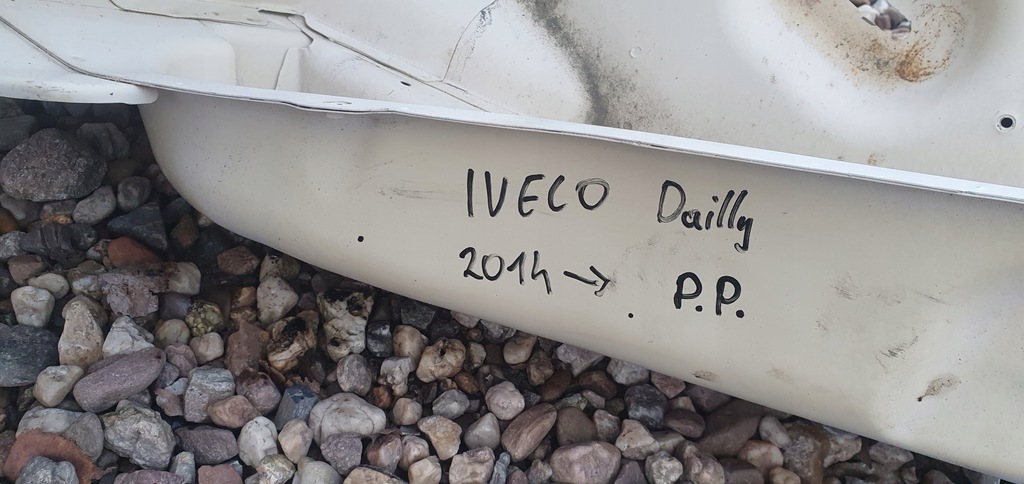 IVECO Dailly
2014 → P.P.